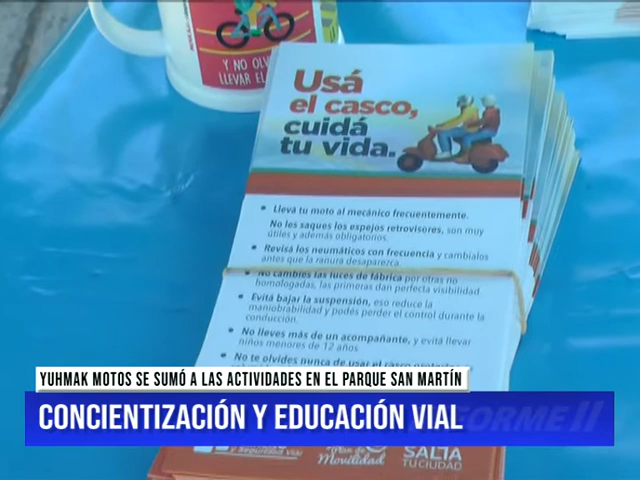 Y NO OLV
LLEVAR EL
Usá
el casco,
cuidá
tu vida.
• Llevá tu moto al mecánico frecuentemente.
No les saques los espejos retrovisores, son muy
útiles y además obligatorios.
• Revisá los neumáticos con frecuencia y cambialos
antes que la ranura desaparezca.
• No cambies las luces de fábrica por otras no
homologadas, las primeras dan perfecta visibilidad.
• Evitá bajar la suspensión, eso reduce la
maniobrabilidad y podés perder el control durante la
conducción.
• No lleves más de un acompañante, y evitá llevar
niños menores de 12 años.
• No te olvides nunca de usar el casco
YUHMAK MOTOS SE SUMÓ A LAS ACTIVIDADES EN EL PARQUE SAN MARTÍN
CONCIENTIZACIÓN Y EDUCACIÓN VIAL
y Seguridad Vial
Plan de
Movilidad
SALTA
TU CIUDAD